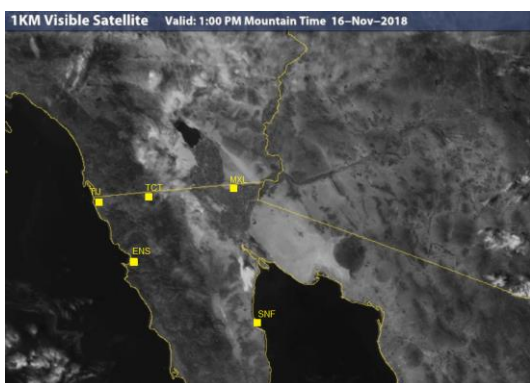 1KM Visible Satellite Valid: 1:00 PM Mountain Time 16-Nov-2018
TJ
TCT
MXL
ENS
SNF